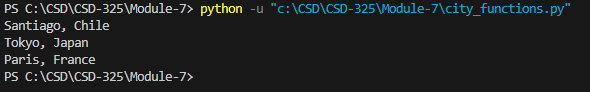 PS C:\CSD\CSD-325\Module-7> python -u "c:\CSD\CSD-325\Module-7\city_functions.py"
Santiago, Chile
Tokyo, Japan
Paris, France
PS C:\CSD\CSD-325\Module-7>